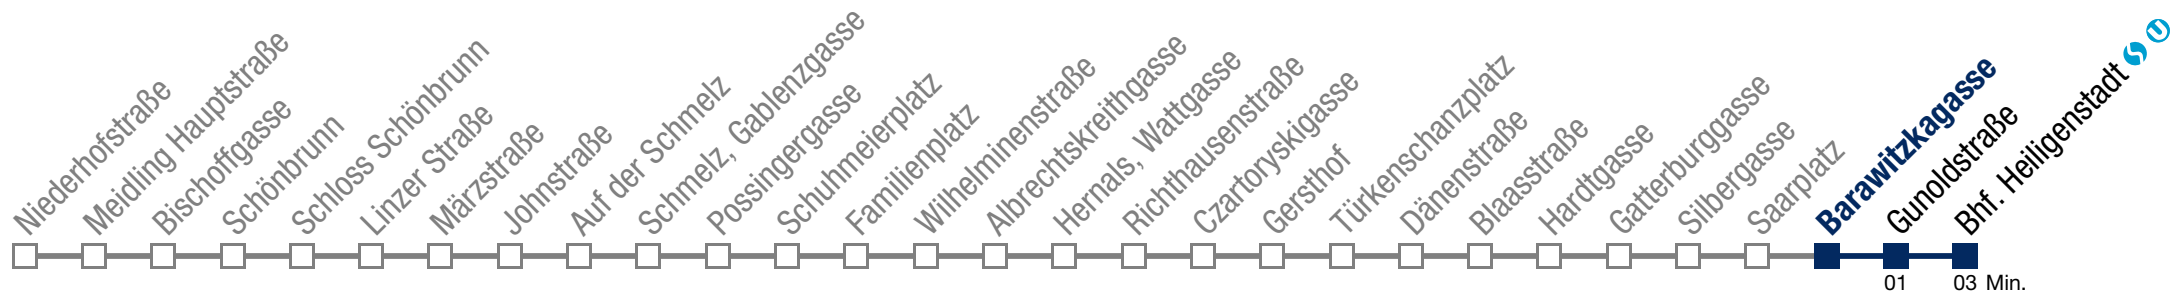 Niederhofstraße
Meidling Hauptstraße
Bischoffgasse
Schönbrunn
Schloss Schönbrunn
Linzer Straße
Märzstraße
Johnstraße
Auf der Schmelz
Schmelz, Gablenzgasse
Possingergasse
Schuhmeierplatz
Familienplatz
Wilhelminenstraße
Albrechtskreithgasse
Hernals, Wattgasse
Richthausenstraße
Czartoryskigasse
Gersthof
Türkenschanzplatz
Dänenstraße
Blaasstraße
Hardtgasse
Gatterburggasse
Silbergasse
Saarplatz
Barawitzkagasse
Gunoldstraße
Bhf. Heiligenstadt S U
01 03 Min.